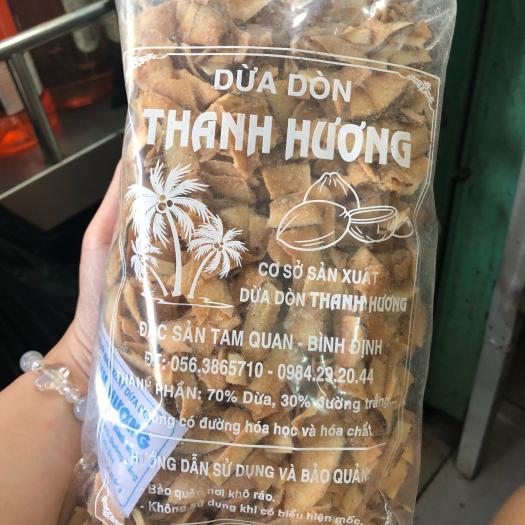 DỪA DÒN
THANH HƯƠNG
CƠ SỞ SẢN XUẤT
DỪA DÒN THANH HƯƠNG
ĐẶC SẢN TAM QUAN - BÌNH ĐỊNH
ĐT: 056.3865710 - 0984.29.20.44
THÀNH PHẦN: 70% Dừa, 30% đường trắng...
có đường hóa học và hóa chất
HƯỚNG DẪN SỬ DỤNG VÀ BẢO QUẢN
- Bảo quản nơi khô ráo,
- Không sử dụng khi có biểu hiện mốc,